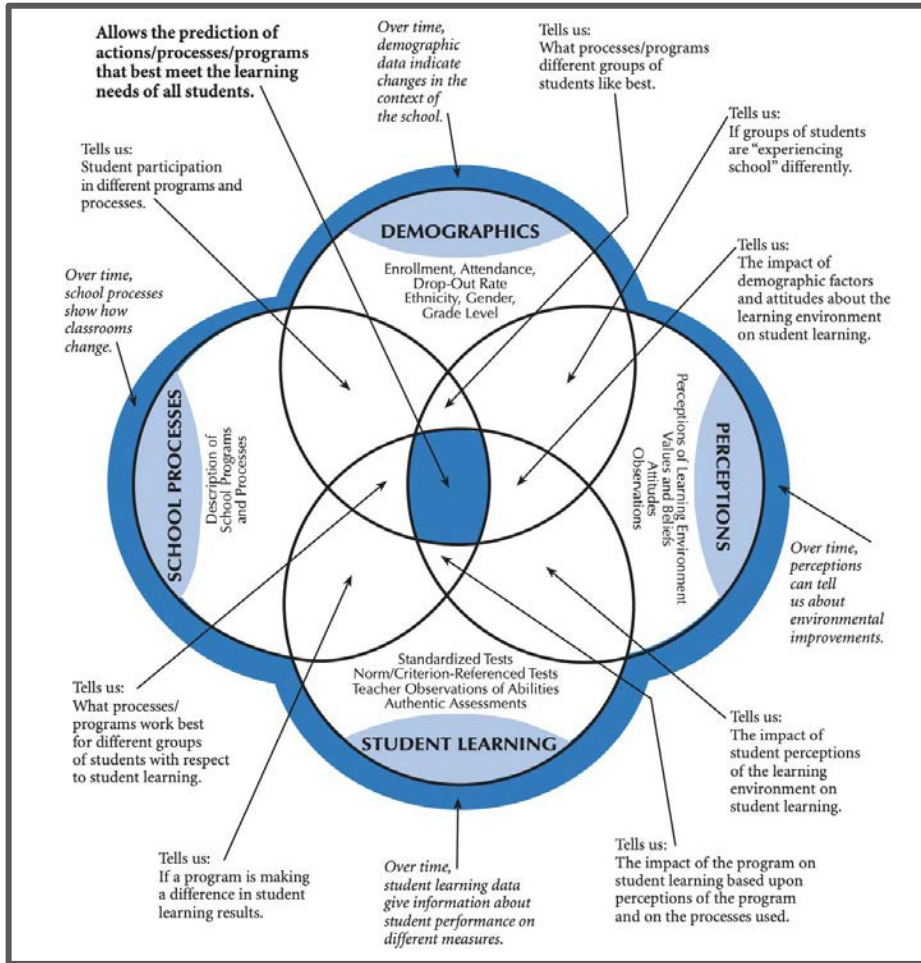 Allows the prediction of
actions/processes/programs
that best meet the learning
needs of all students.
Over time,
demographic
data indicate
changes in the
context of
the school.
Tells us:
What processes/programs
different groups of
students like best.
Tells us:
If groups of students
are “experiencing
school” differently.
Tells us:
Student participation
in different programs and
processes.
Tells us:
The impact of
demographic factors
and attitudes about the
learning environment
on student learning.
Over time,
school processes
show how
classrooms
change.
DEMOGRAPHICS
Enrollment, Attendance,
Drop-Out Rate
Ethnicity, Gender,
Grade Level
SCHOOL PROCESSES
Description of
School Programs
and Processes
PERCEPTIONS
Perceptions of Learning Environment
Values and Beliefs
Attitudes
Observations
Over time,
perceptions
can tell
us about
environmental
improvements.
Standardized Tests
Norm/Criterion-Referenced Tests
Teacher Observations of Abilities
Authentic Assessments
STUDENT LEARNING
Tells us:
What processes/
programs work best
for different groups
of students with respect
to student learning.
Tells us:
The impact of
student perceptions
of the learning
environment on
student learning.
Tells us:
If a program is making
a difference in student
learning results.
Over time,
student learning data
give information about
student performance on
different measures.
Tells us:
The impact of the program on
student learning based upon
perceptions of the program
and on the processes used.